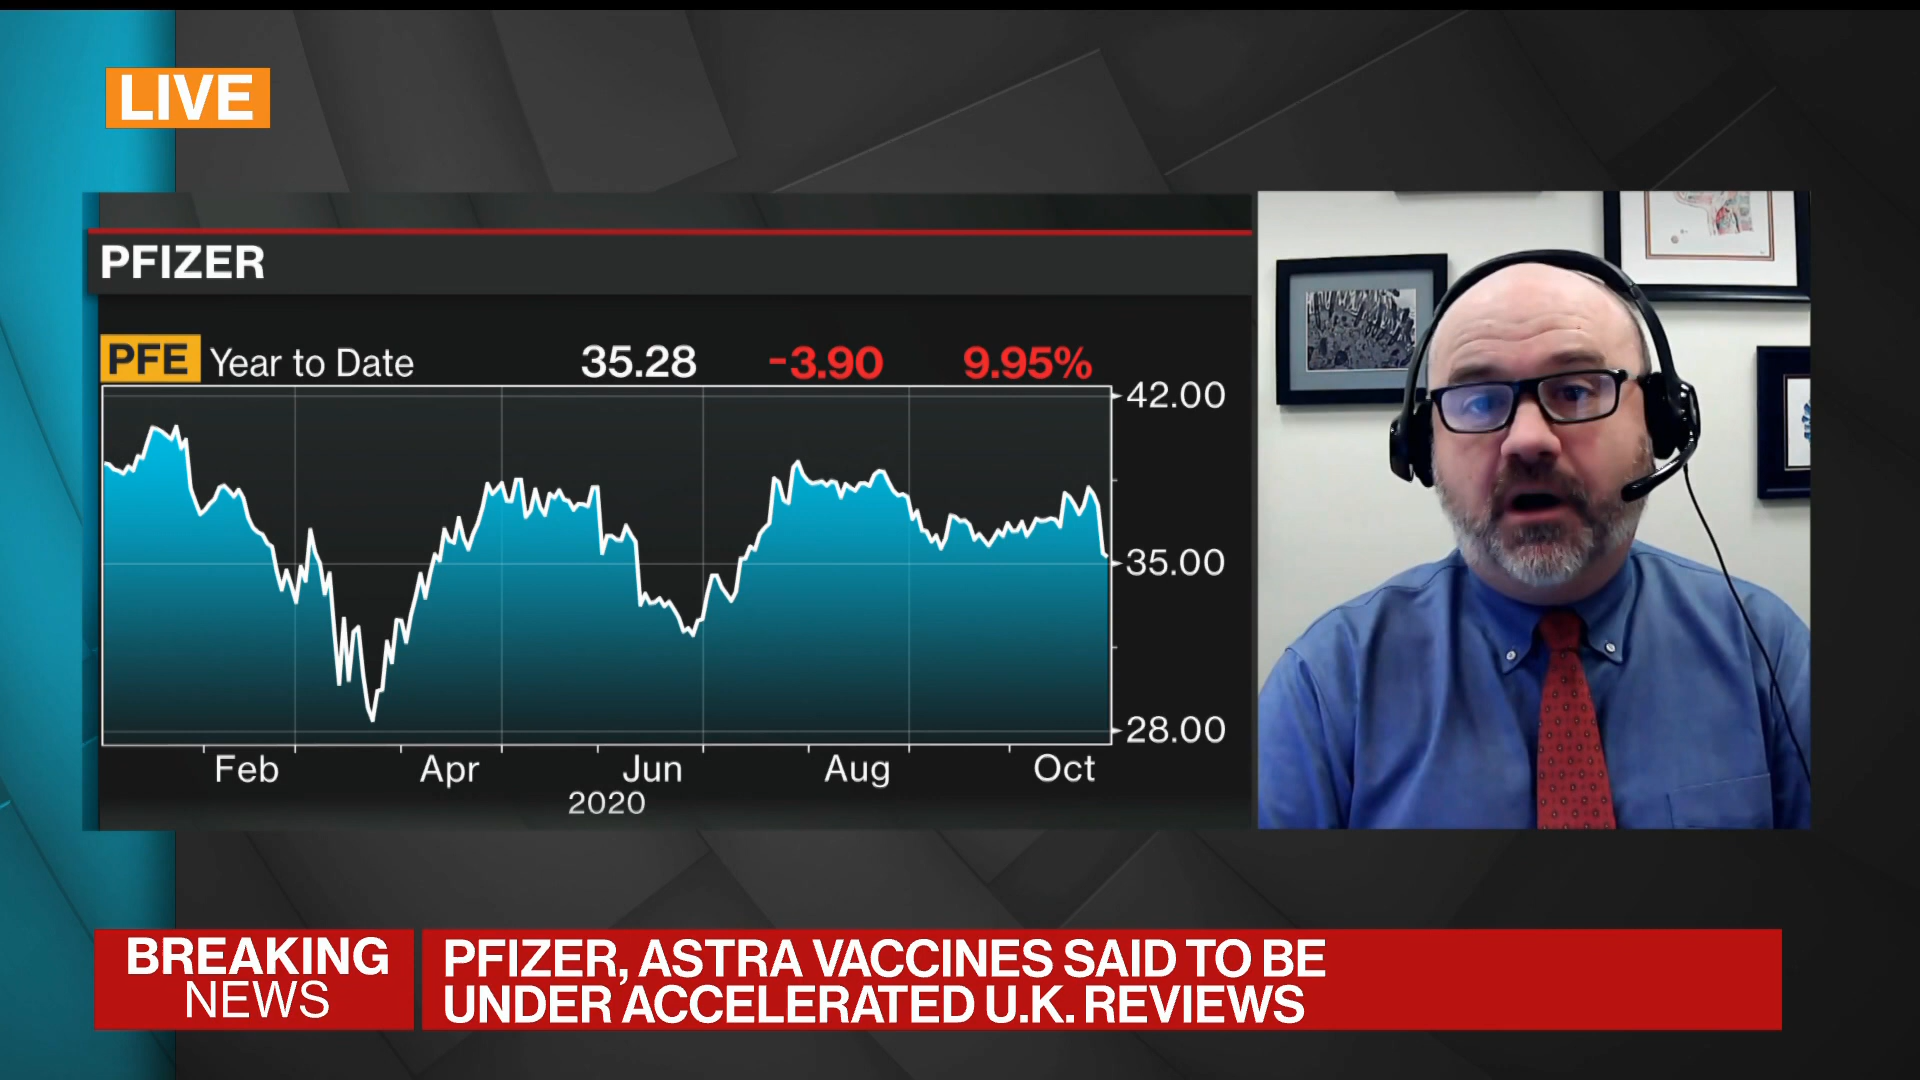 LIVE
PFIZER
PFE Year to Date 35.28 -3.90 9.95%
42.00
35.00
28.00
Feb Apr Jun Aug Oct
2020
BREAKING
NEWS
PFIZER, ASTRA VACCINES SAID TO BE
UNDER ACCELERATED U.K. REVIEWS